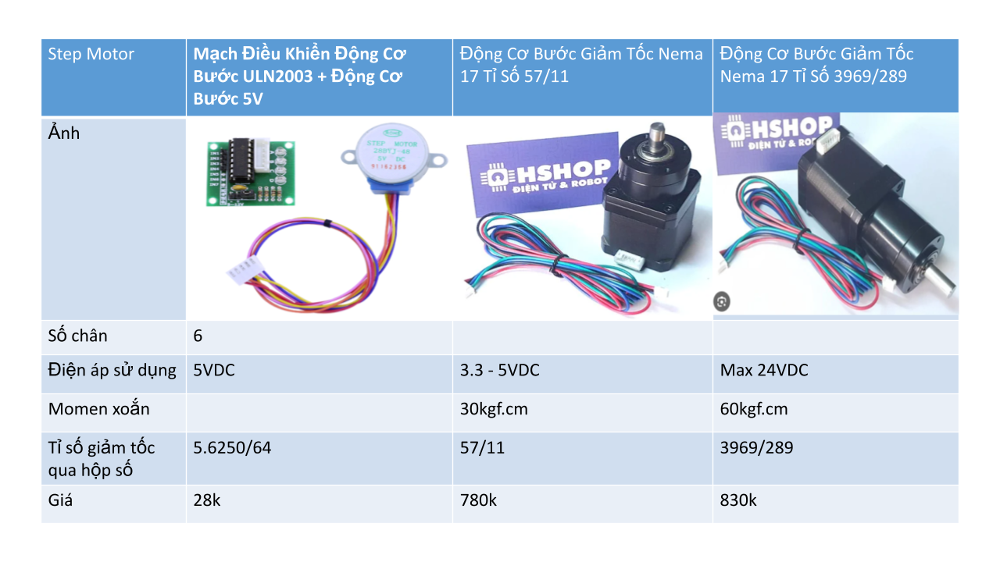 Step Motor
Mạch Điều Khiển Động Cơ
Bước ULN2003 + Động Cơ
Bước 5V
Động Cơ Bước Giảm Tốc Nema
17 Tỉ Số 57/11
Động Cơ Bước Giảm Tốc
Nema 17 Tỉ Số 3969/289
Ảnh
STEP MOTOR
28BYJ-48
5V DC
HSHOP
ĐIỆN TỬ & ROBOT
HSHOP
ĐIỆN TỬ & ROBOT
Số chân
6
Điện áp sử dụng
5VDC
3.3 - 5VDC
Max 24VDC
Momen xoắn
30kgf.cm
60kgf.cm
Tỉ số giảm tốc
qua hộp số
5.6250/64
57/11
3969/289
Giá
28k
780k
830k